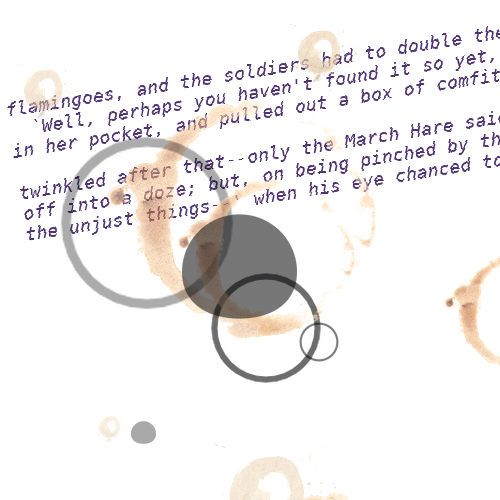 flamingoes, and the soldiers had to double the
`Well, perhaps you haven't found it so yet,
in her pocket, and pulled out a box of comfit
twinkled after that--only the March Hare sai
off into a doze; but, on being pinched by th
the unjust things--' when his eye chanced to